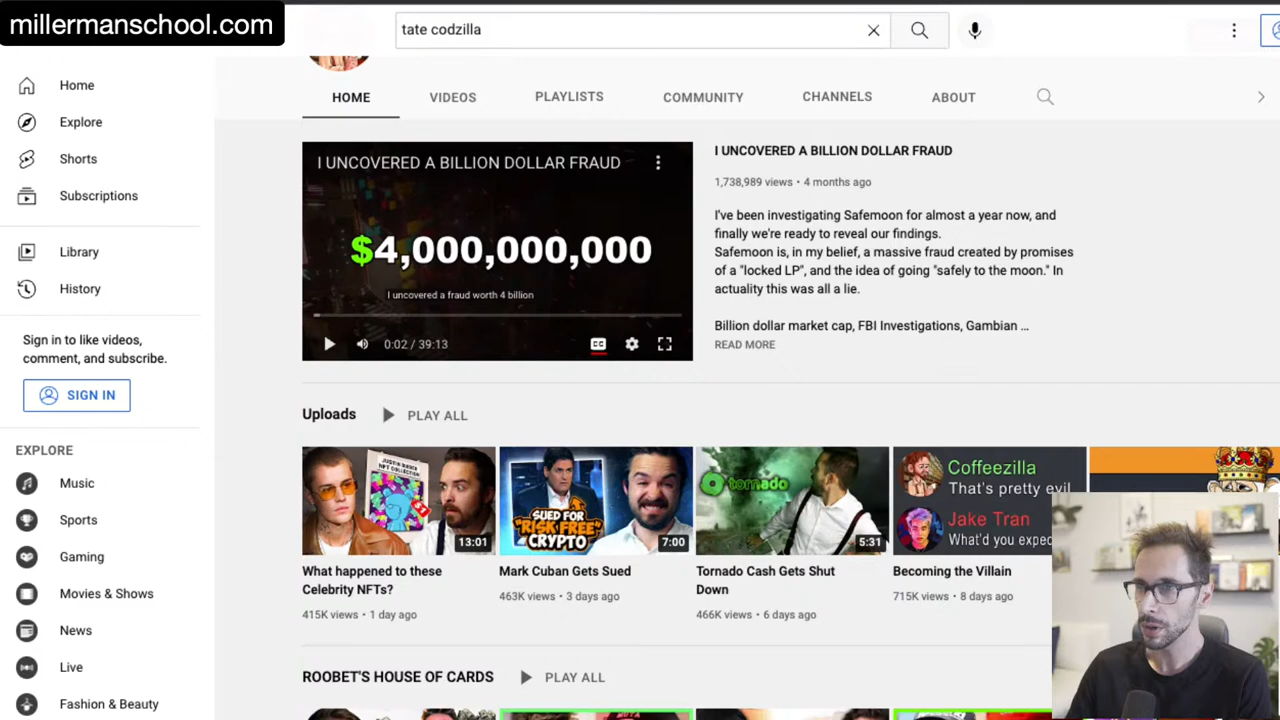 millermanschool.com
tate codzilla
Home
Explore
Shorts
Subscriptions
Library
History
Sign in to like videos,
comment, and subscribe.
SIGN IN
EXPLORE
Music
Sports
Gaming
Movies & Shows
News
Live
Fashion & Beauty
HOME
VIDEOS
PLAYLISTS
COMMUNITY
CHANNELS
ABOUT
I UNCOVERED A BILLION DOLLAR FRAUD
$4,000,000,000
I uncovered a fraud worth 4 billion
0:02 / 39:13
CC
I UNCOVERED A BILLION DOLLAR FRAUD
1,738,989 views • 4 months ago
I've been investigating Safemoon for almost a year now, and
finally we're ready to reveal our findings.
Safemoon is, in my belief, a massive fraud created by promises
of a "locked LP", and the idea of going "safely to the moon." In
actuality this was all a lie.
Billion dollar market cap, FBI Investigations, Gambian ...
READ MORE
Uploads
PLAY ALL
JUSTIN BIEBER
NFT COLLECTION
13:01
What happened to these
Celebrity NFTs?
415K views • 1 day ago
SUED FOR
"RISK FREE"
CRYPTO
7:00
Mark Cuban Gets Sued
463K views • 3 days ago
tornado
5:31
Tornado Cash Gets Shut
Down
466K views • 6 days ago
Coffeezilla
That's pretty evil
Jake Tran
What'd you expec
Becoming the Villain
715K views • 8 days ago
ROOBET'S HOUSE OF CARDS
PLAY ALL